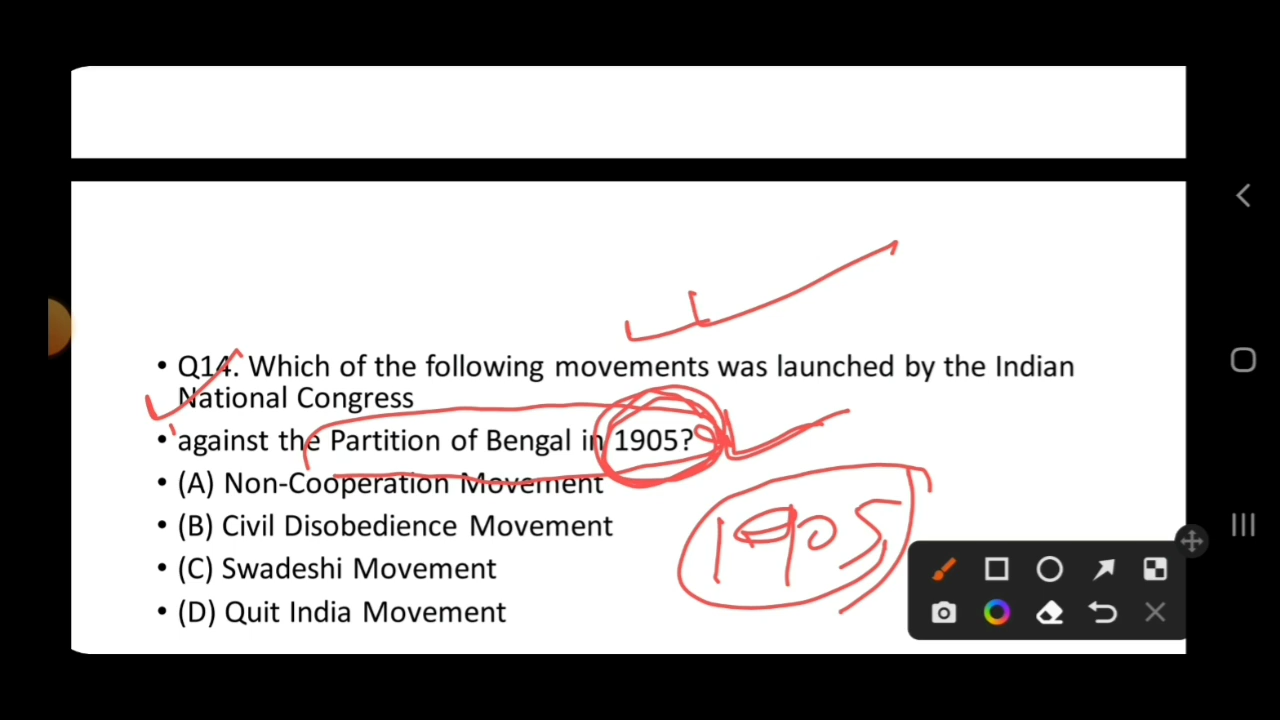 • Q14. Which of the following movements was launched by the Indian
National Congress
• against the Partition of Bengal in 1905?
• (A) Non-Cooperation Movement
• (B) Civil Disobedience Movement
1905
• (C) Swadeshi Movement
• (D) Quit India Movement